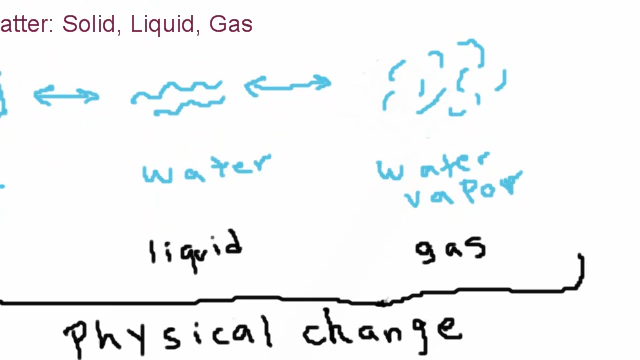 atter: Solid, Liquid, Gas
water
water
vapor
liquid
gas
Physical change